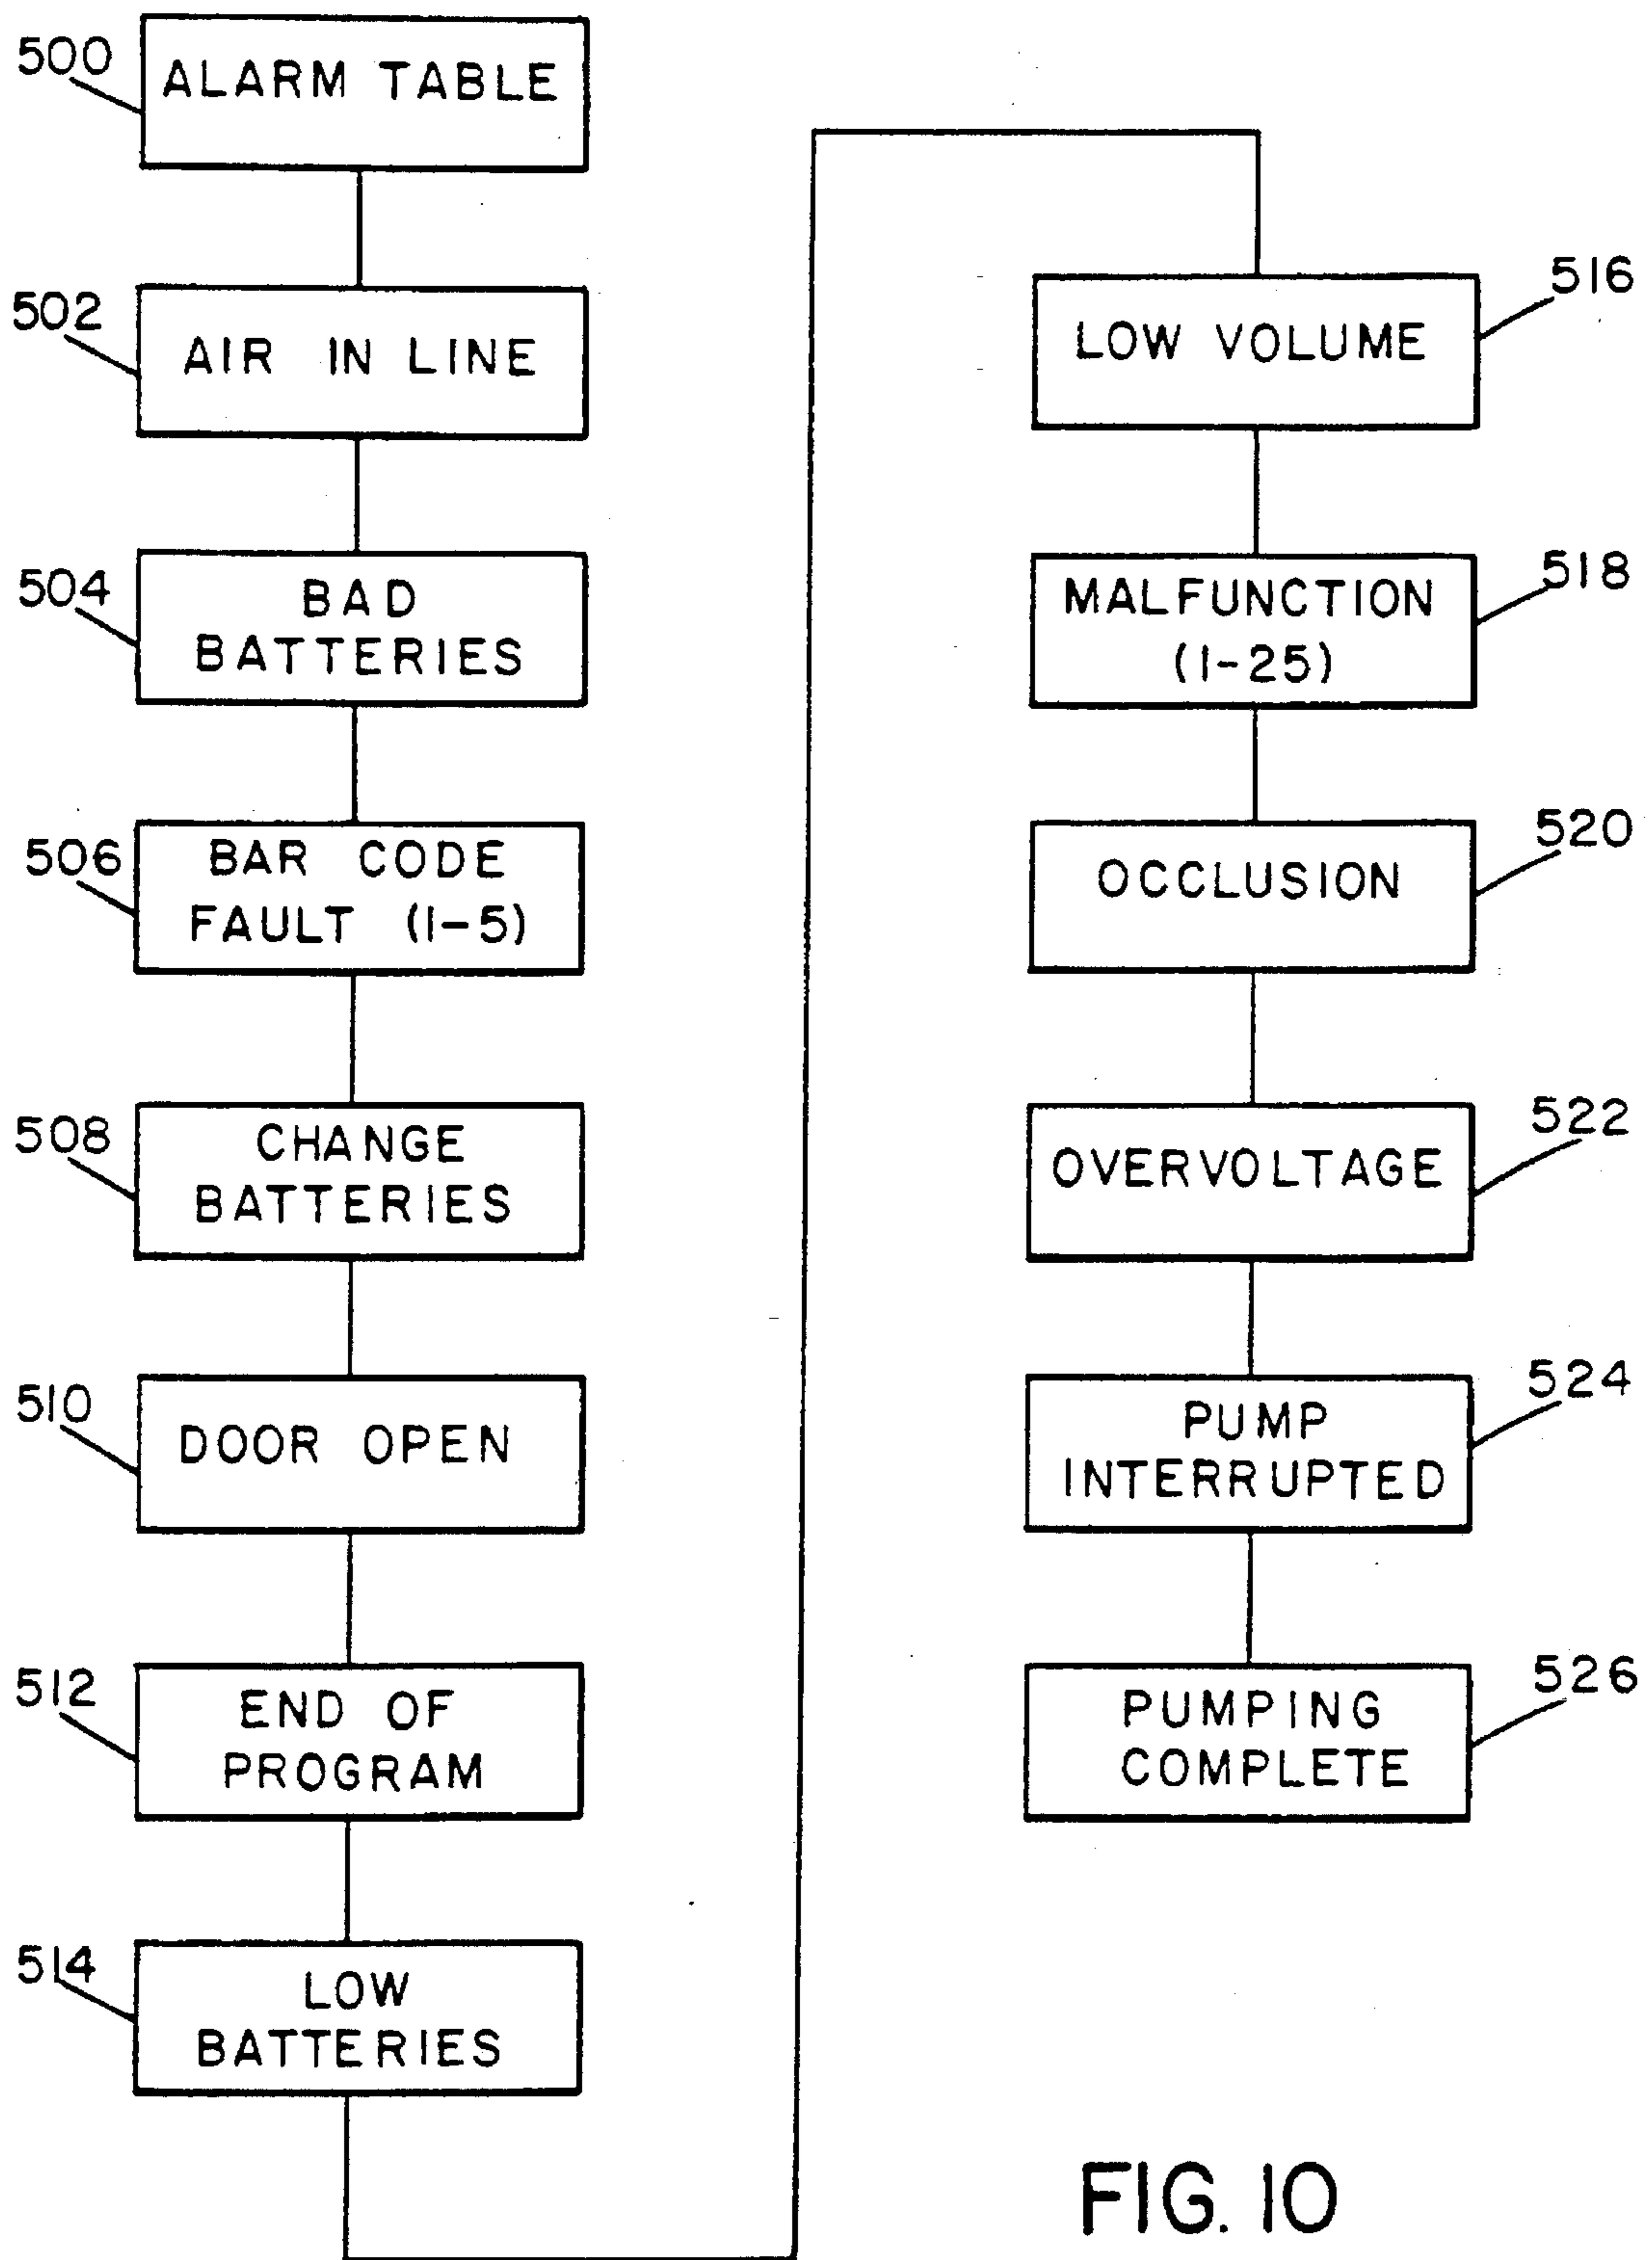 500
ALARM TABLE
502
AIR IN LINE
504
BAD
BATTERIES
506
BAR CODE
FAULT (1-5)
508
CHANGE
BATTERIES
510
DOOR OPEN
512
END OF
PROGRAM
514
LOW
BATTERIES
516
LOW VOLUME
518
MALFUNCTION
(1-25)
520
OCCLUSION
522
OVERVOLTAGE
524
PUMP
INTERRUPTED
526
PUMPING
COMPLETE
FIG. 10